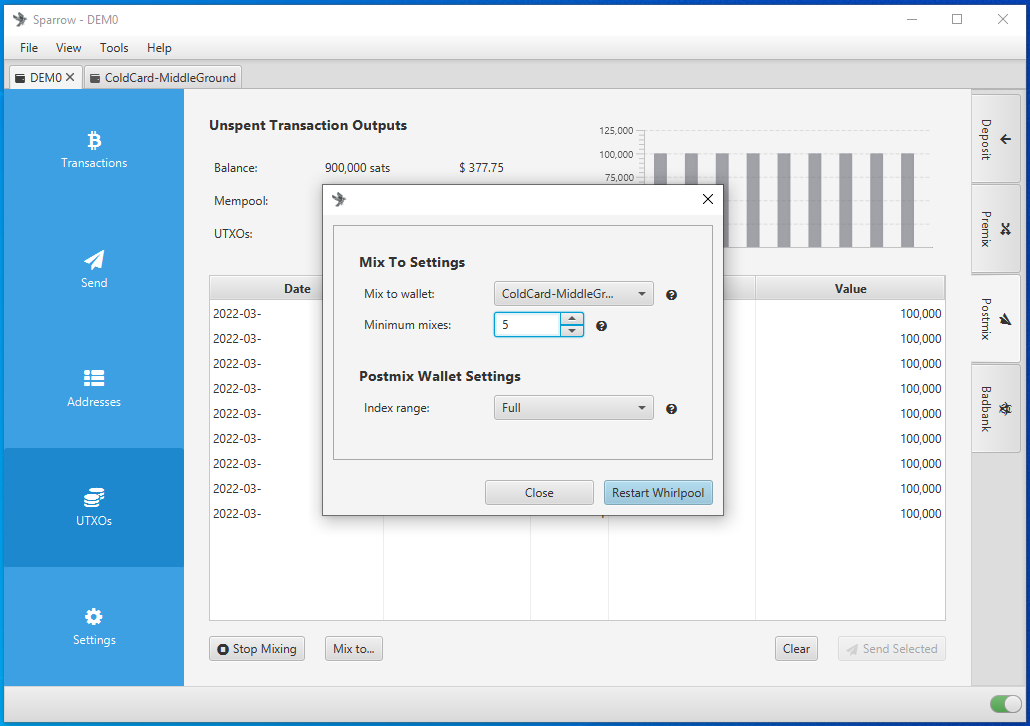 Sparrow - DEM0
File View Tools Help
DEM0 ColdCard-MiddleGround
Transactions
Send
Addresses
UTXOs
Settings
Unspent Transaction Outputs
Balance: 900,000 sats $ 377.75
Mempool:
UTXOs:
125,000
100,000
75,000
Date Value
2022-03- 100,000
2022-03- 100,000
2022-03- 100,000
2022-03- 100,000
2022-03- 100,000
2022-03- 100,000
2022-03- 100,000
2022-03- 100,000
2022-03- 100,000
Mix To Settings
Mix to wallet: ColdCard-MiddleGr...
Minimum mixes: 5
Postmix Wallet Settings
Index range: Full
Close Restart Whirlpool
Stop Mixing Mix to... Clear Send Selected
Deposit
Premix
Postmix
Badbank